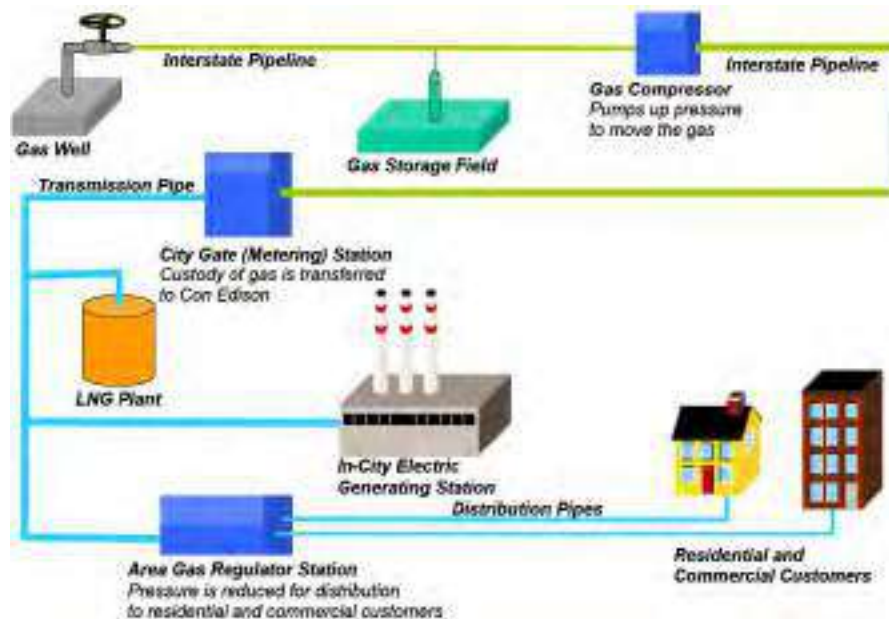 Interstate Pipeline
Interstate Pipeline
Gas Compressor
Pumps up pressure
to move the gas
Gas Well
Gas Storage Field
Transmission Pipe
City Gate (Metering) Station
Custody of gas is transferred
to Con Edison
LNG Plant
In-City Electric
Generating Station
Distribution Pipes
Residential and
Commercial Customers
Area Gas Regulator Station
Pressure is reduced for distribution
to residential and commercial customers